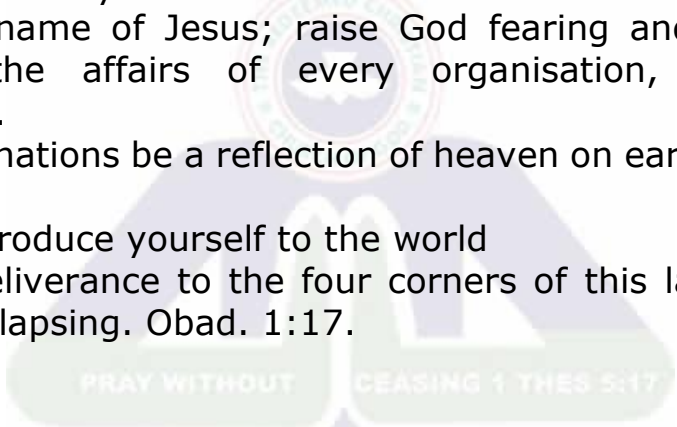 name of Jesus; raise God fearing and
the affairs of every organisation,
.
nations be a reflection of heaven on ear
roduce yourself to the world
eliverance to the four corners of this la
lapsing. Obad. 1:17.
PRAY WITHOUT CEASING 1 THES 5:17